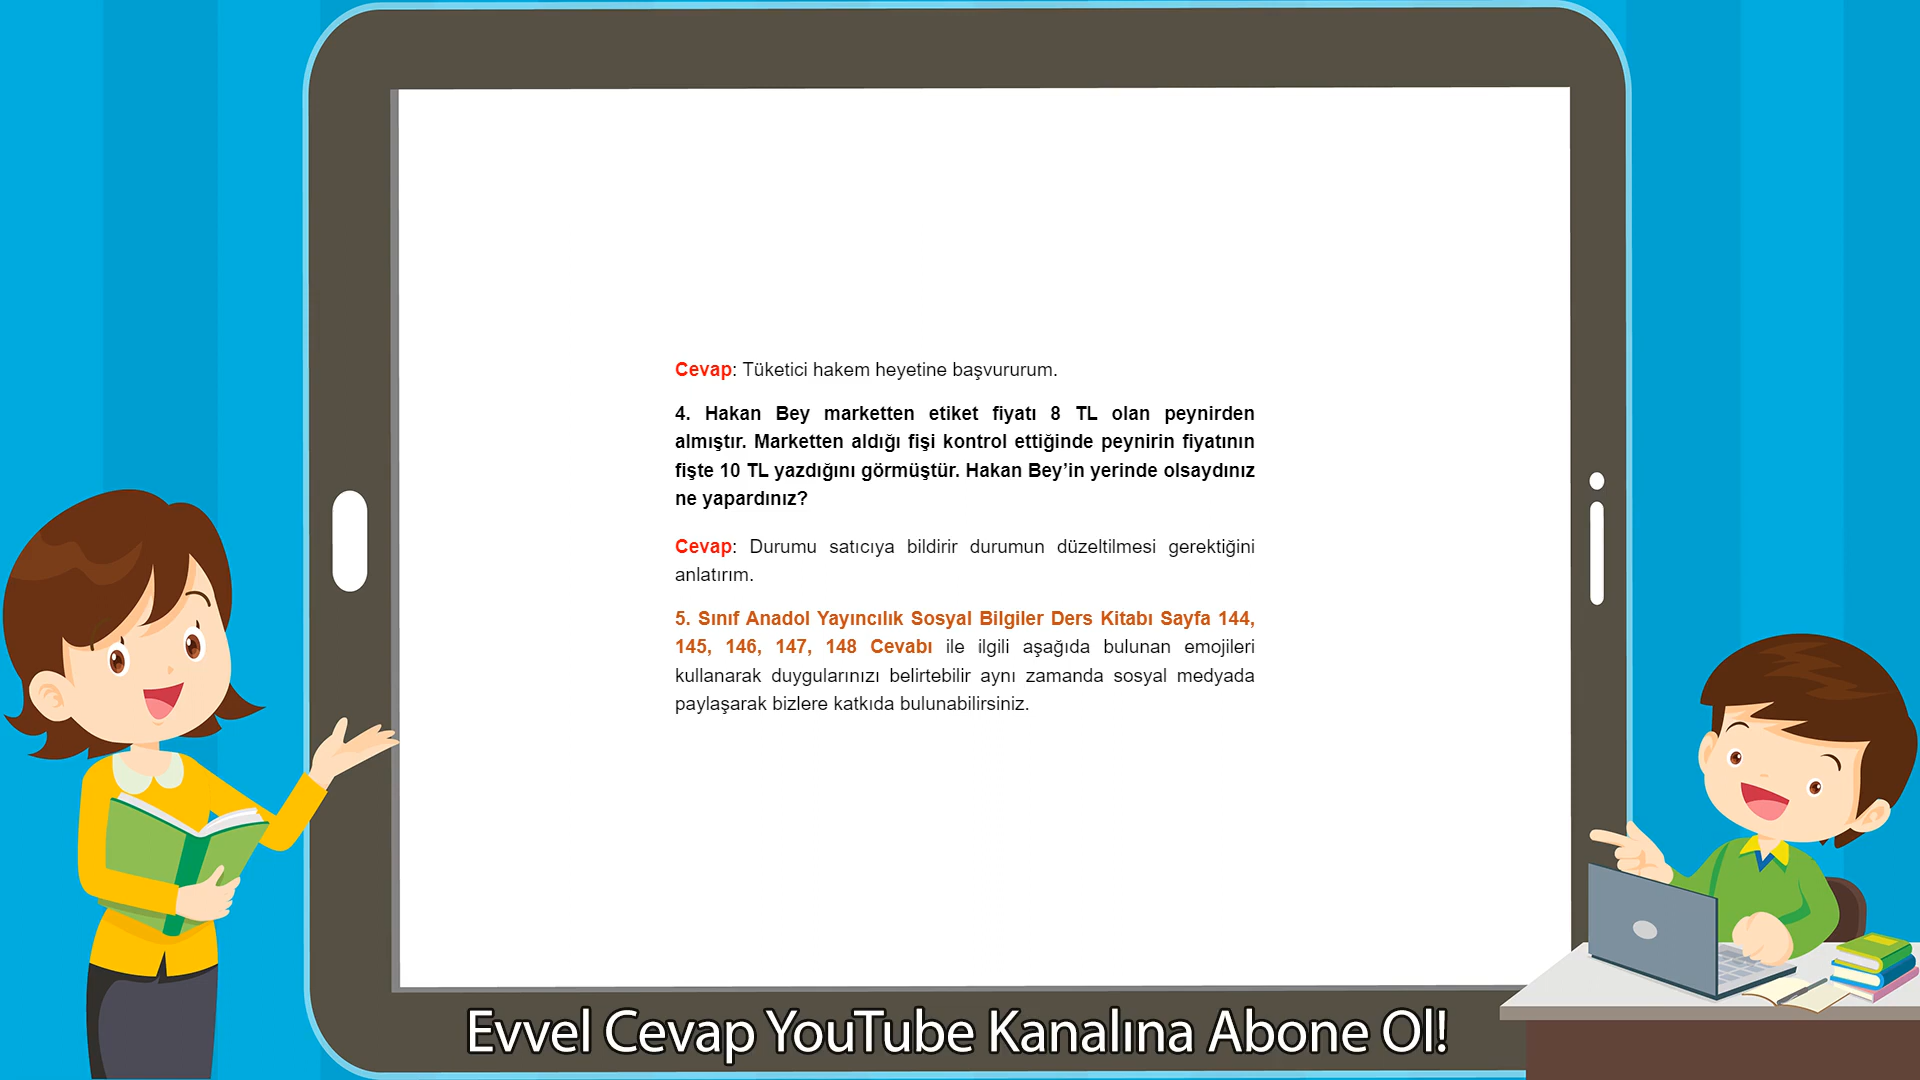 Cevap: Tüketici hakem heyetine başvururum.
4. Hakan Bey marketten etiket fiyatı 8 TL olan peynirden
almıştır. Marketten aldığı fişi kontrol ettiğinde peynirin fiyatının
fişte 10 TL yazdığını görmüştür. Hakan Bey’in yerinde olsaydınız
ne yapardınız?
Cevap: Durumu satıcıya bildirir durumun düzeltilmesi gerektiğini
anlatırım.
5. Sınıf Anadol Yayıncılık Sosyal Bilgiler Ders Kitabı Sayfa 144,
145, 146, 147, 148 Cevabı ile ilgili aşağıda bulunan emojileri
kullanarak duygularınızı belirtebilir aynı zamanda sosyal medyada
paylaşarak bizlere katkıda bulunabilirsiniz.
Evvel Cevap YouTube Kanalına Abone Ol!